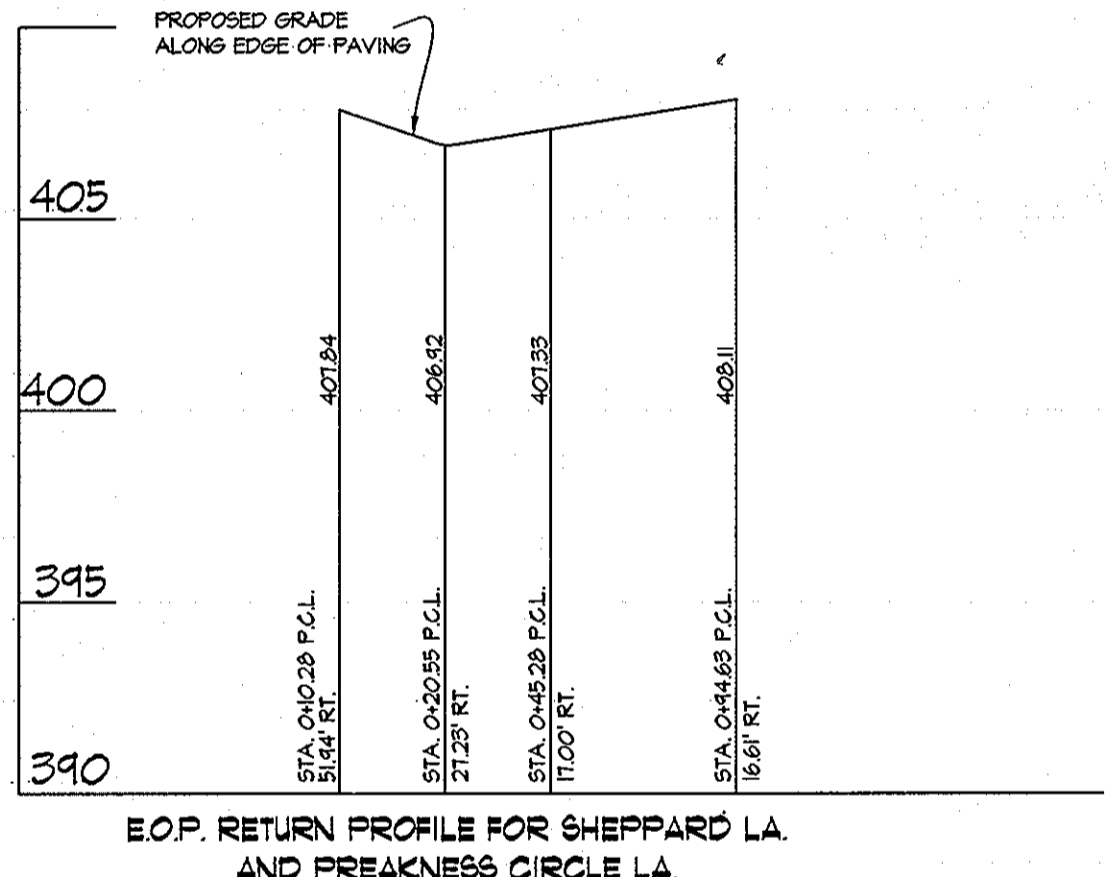 PROPOSED GRADE
ALONG EDGE OF PAVING
405
400
395
390
407.84
406.92
407.33
408.11
STA. 0+10.28 P.C.L.
51.94' RT.
STA. 0+20.55 P.C.L.
27.23' RT.
STA. 0+45.28 P.C.L.
17.00' RT.
STA. 0+94.63 P.C.L.
16.61' RT.
E.O.P. RETURN PROFILE FOR SHEPPARD LA.
AND PREAKNESS CIRCLE LA.